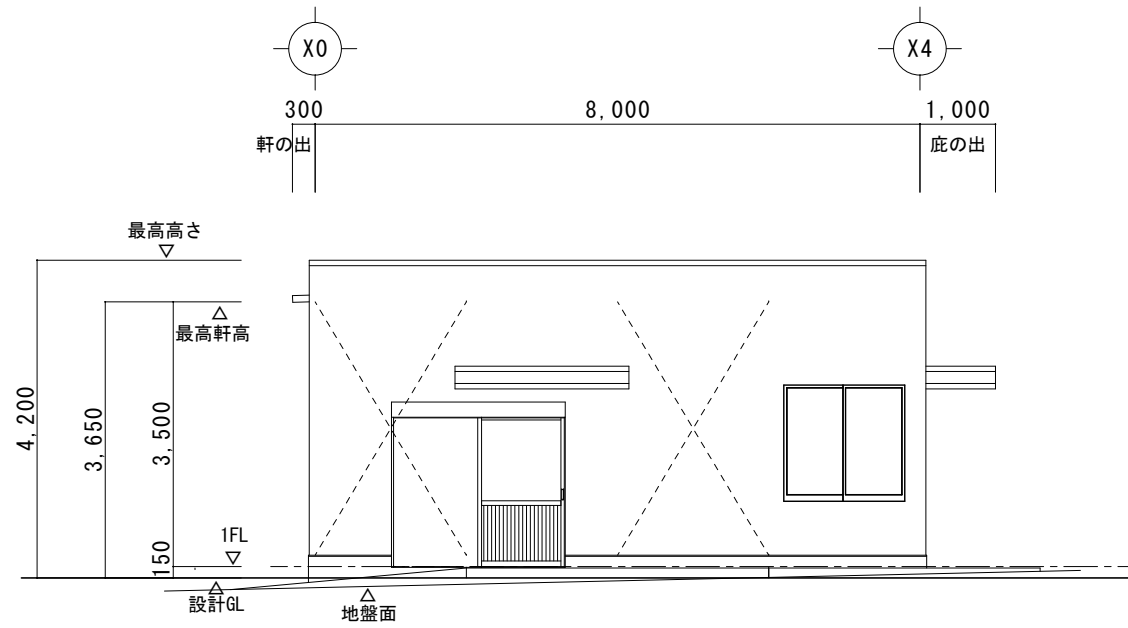 X0
X4
300
8,000
1,000
軒の出
庇の出
最高高さ
最高軒高
4,200
3,650
3,500
1FL
150
設計GL
地盤面